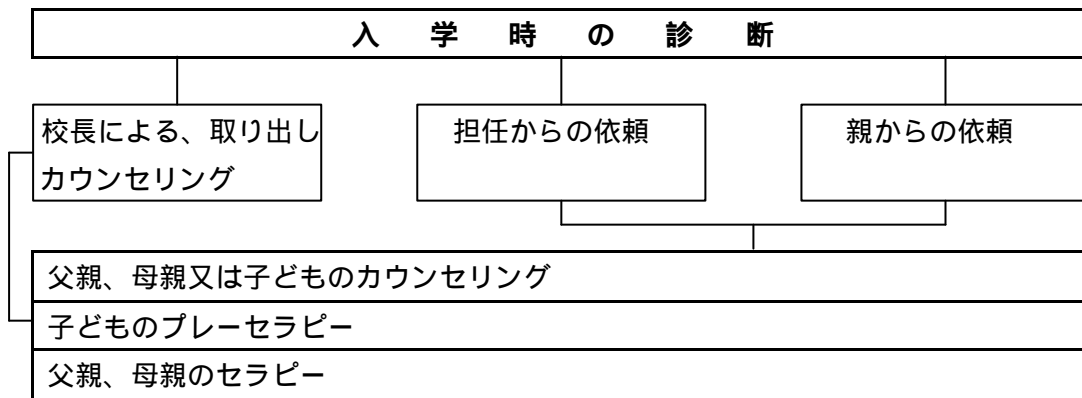 入学時の診断
校長による、取り出し
カウンセリング
担任からの依頼
親からの依頼
父親、母親又は子どものカウンセリング
子どものプレーセラピー
父親、母親のセラピー